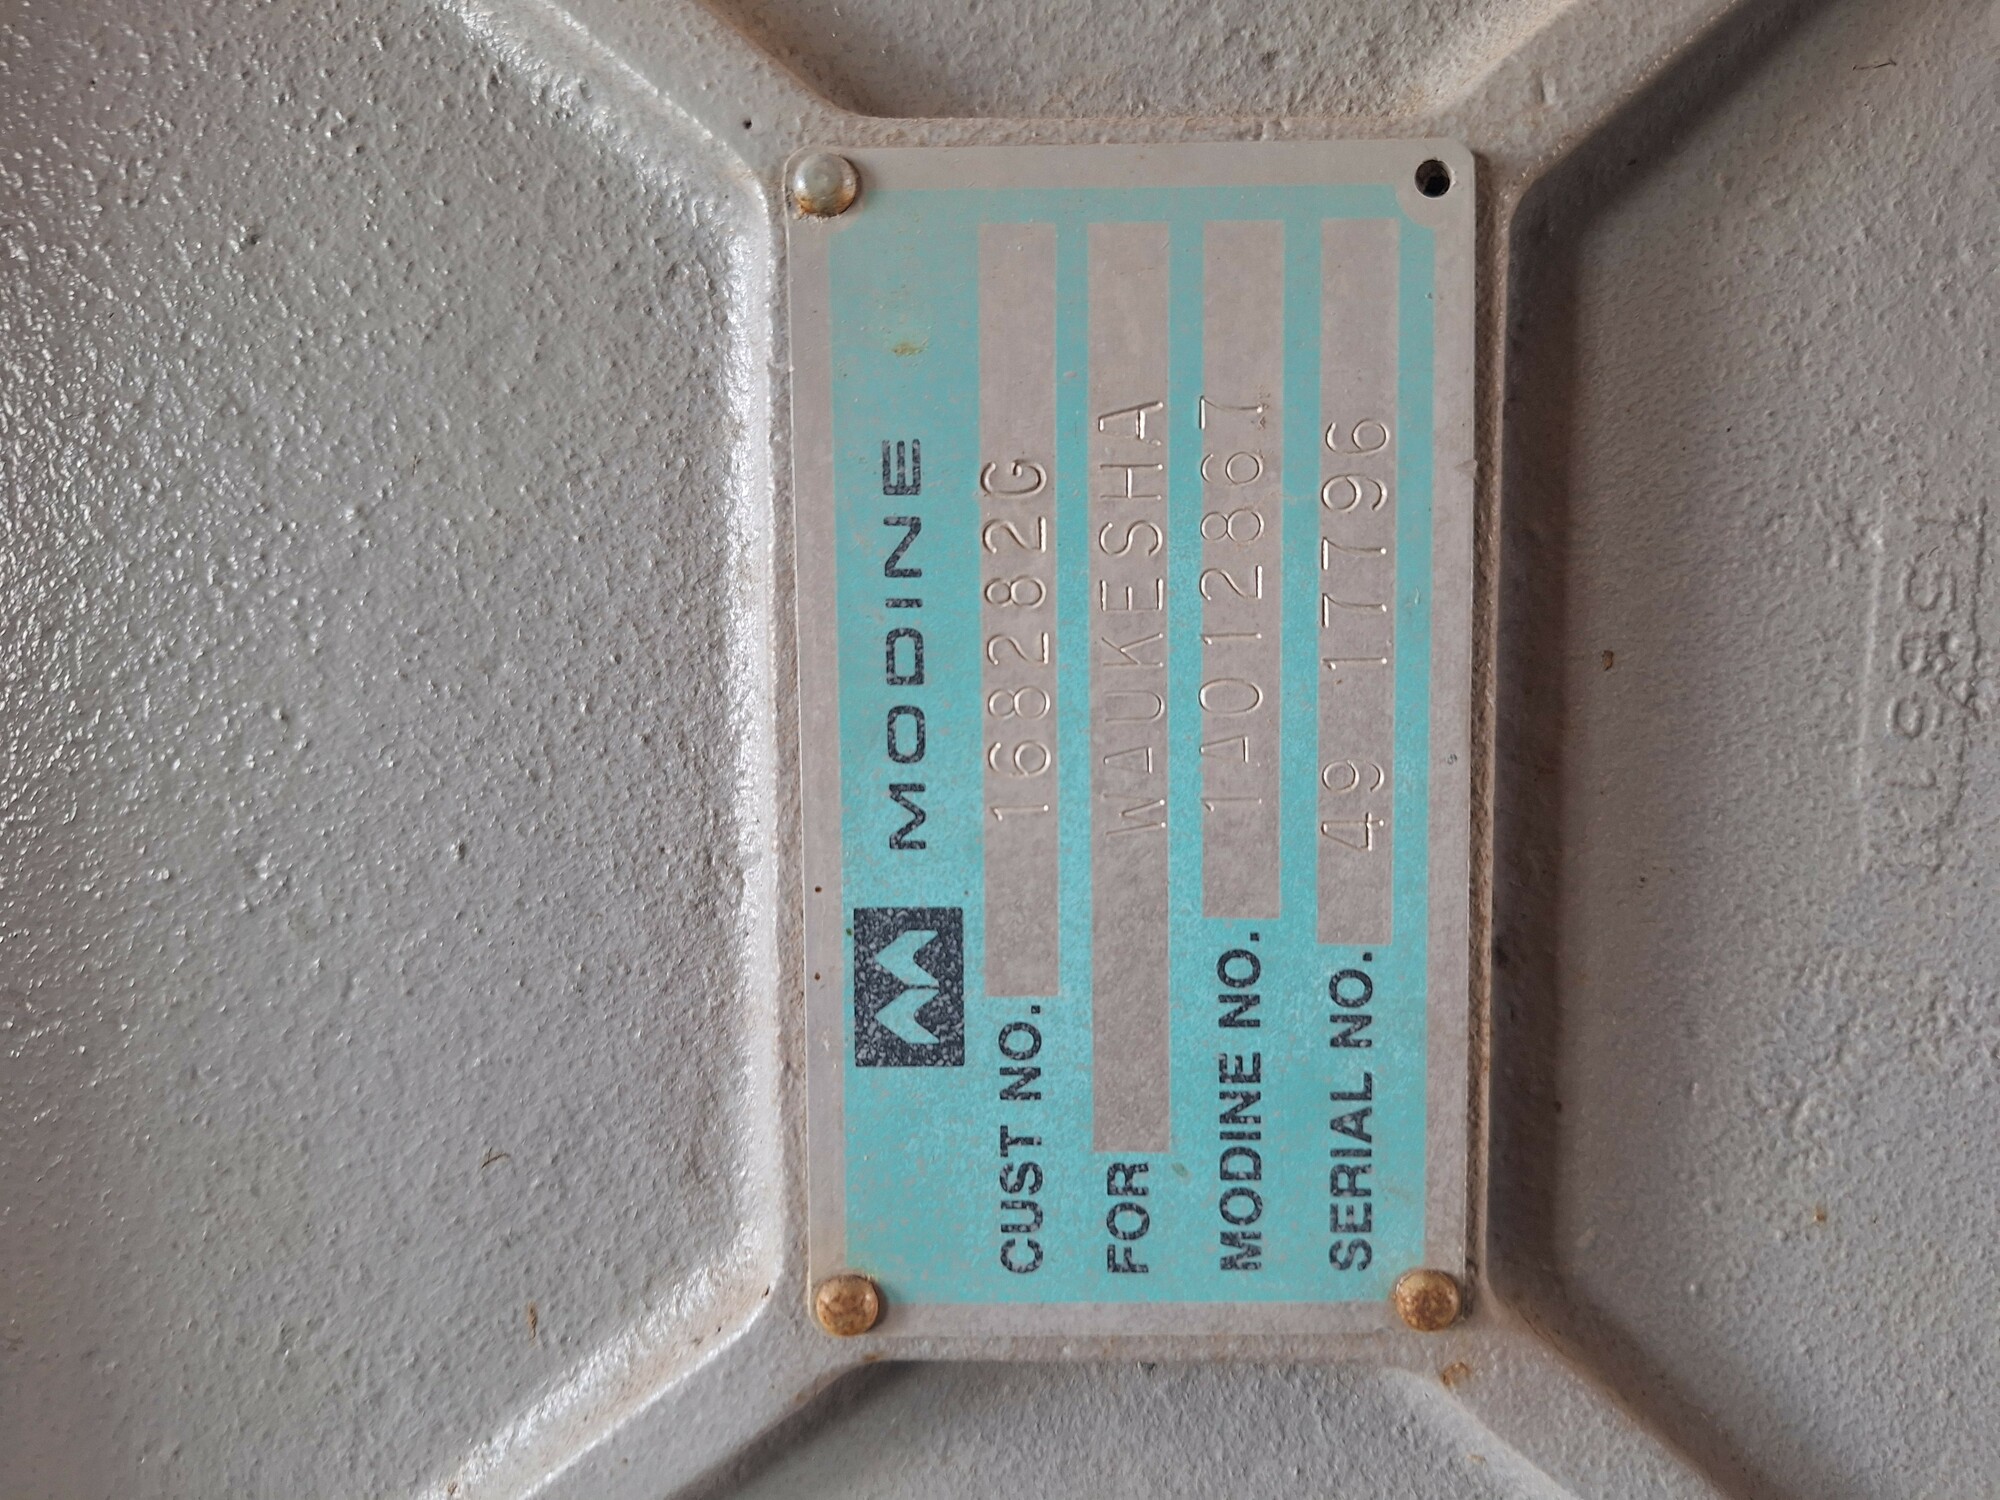 MODINE
CUST NO. 168282G
FOR WAUKESHA
MODINE NO. 1A012867
SERIAL NO. 49 17796